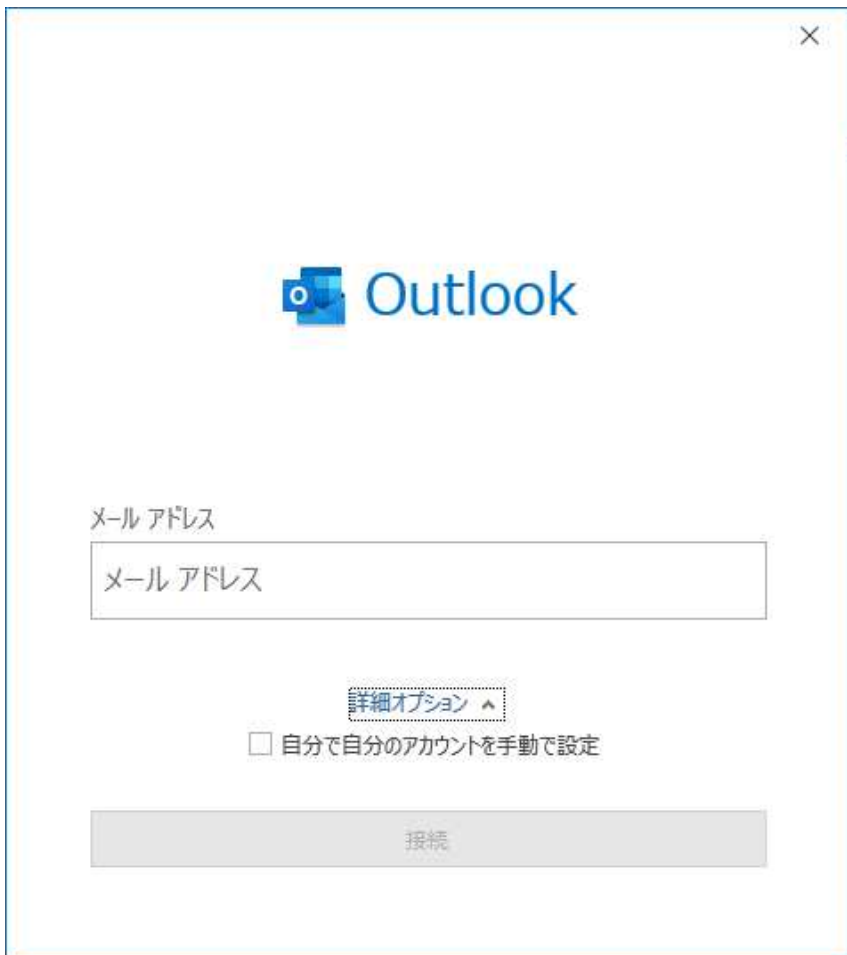 Outlook
メール アドレス
メール アドレス
詳細オプション
自分で自分のアカウントを手動で設定
接続